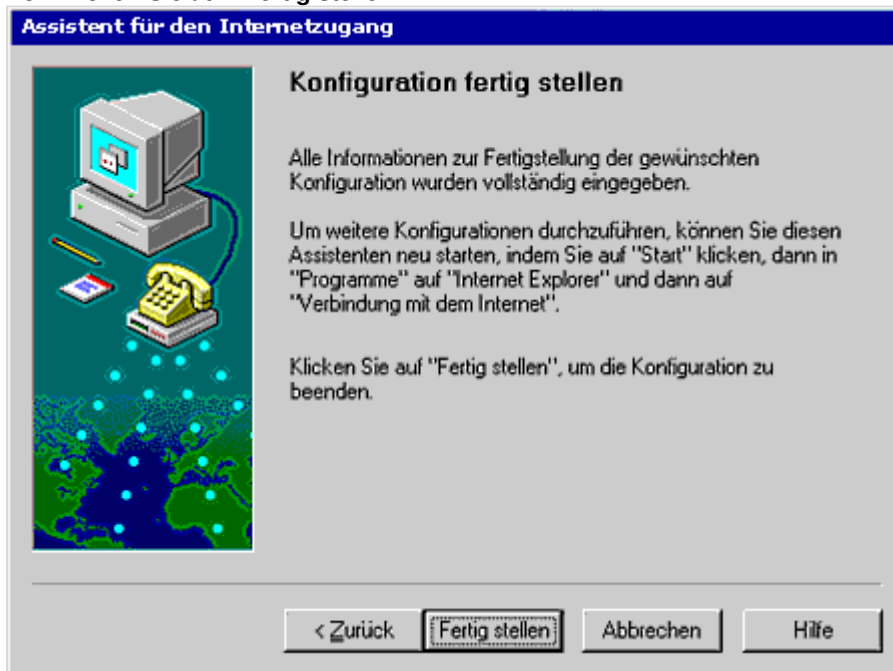 Assistent für den Internetzugang
Konfiguration fertig stellen
Alle Informationen zur Fertigstellung der gewünschten
Konfiguration wurden vollständig eingegeben.
Um weitere Konfigurationen durchzuführen, können Sie diesen
Assistenten neu starten, indem Sie auf "Start" klicken, dann in
"Programme" auf "Internet Explorer" und dann auf
"Verbindung mit dem Internet".
Klicken Sie auf "Fertig stellen", um die Konfiguration zu
beenden.
< Zurück
Fertig stellen
Abbrechen
Hilfe